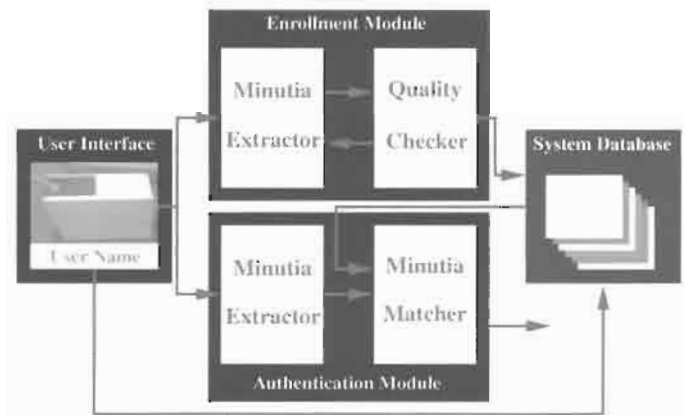 Enrollment Module
Minutia
Extractor
Quality
Checker
User Interface
User Name
System Database
Minutia
Extractor
Minutia
Matcher
Authentication Module